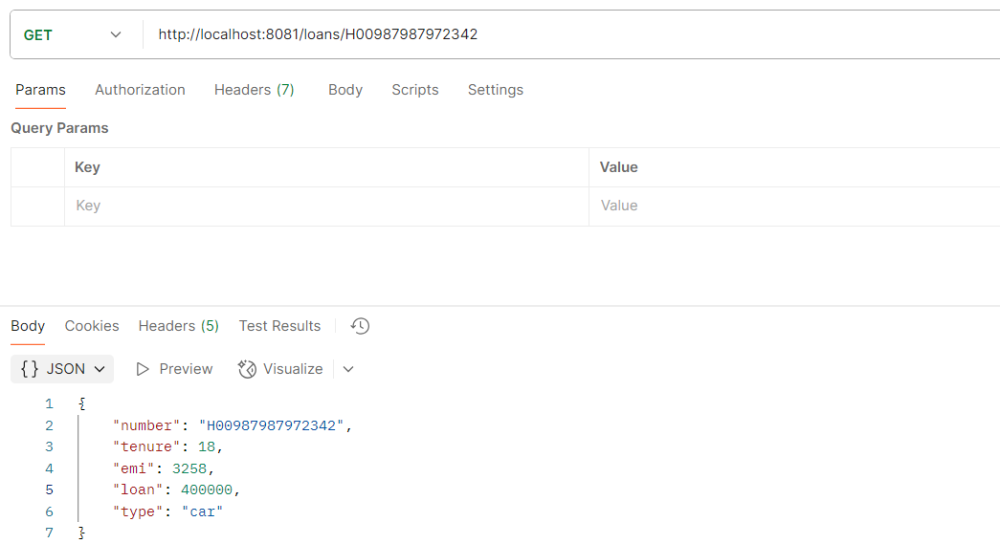 GET http://localhost:8081/loans/H00987987972342
Params Authorization Headers (7) Body Scripts Settings
Query Params
Key Value
Key Value
Body Cookies Headers (5) Test Results
{} JSON Preview Visualize
1 {
2 "number": "H00987987972342",
3 "tenure": 18,
4 "emi": 3258,
5 "loan": 400000,
6 "type": "car"
7 }